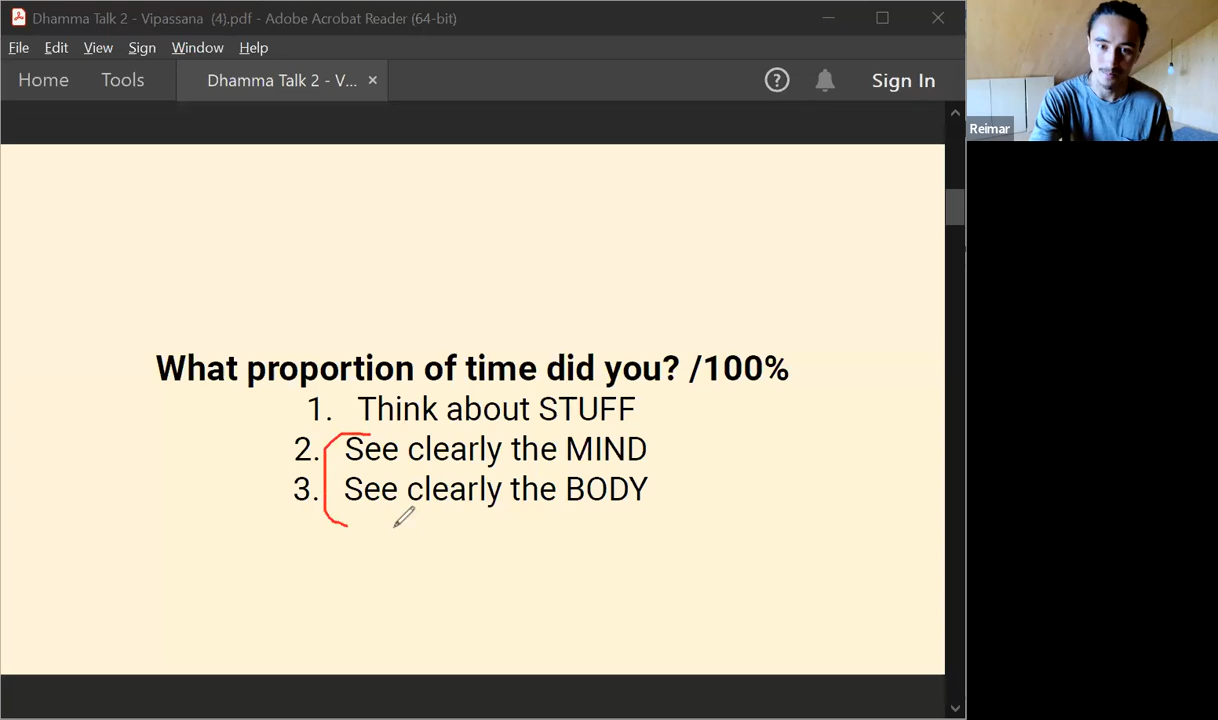 Dhamma Talk 2 - Vipassana (4).pdf - Adobe Acrobat Reader (64-bit)
File Edit View Sign Window Help
Home Tools Dhamma Talk 2 - V... × ? Sign In
Reimar
What proportion of time did you? /100%
1. Think about STUFF
2. See clearly the MIND
3. See clearly the BODY